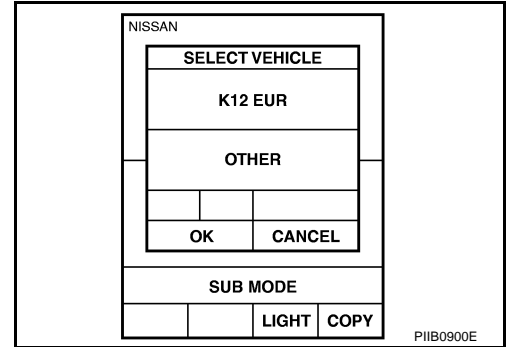 NISSAN
SELECT VEHICLE
K12 EUR
OTHER
OK CANCEL
SUB MODE
LIGHT COPY
PIIB0900E